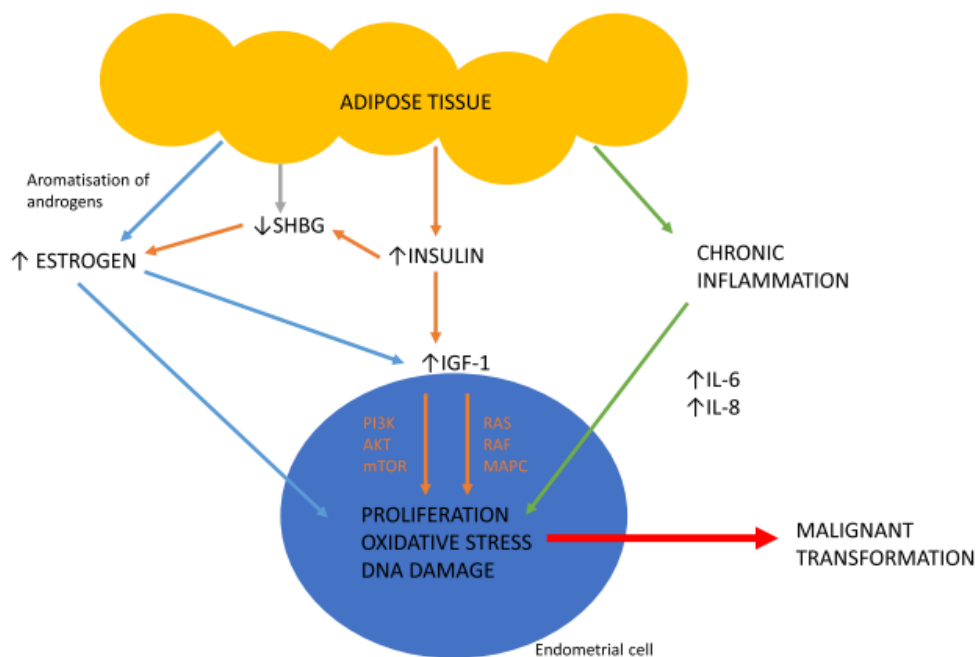 ADIPOSE TISSUE
Aromatisation of
androgens
↓SHBG
↑ ESTROGEN
↑INSULIN
CHRONIC
INFLAMMATION
↑IGF-1
↑IL-6
↑IL-8
PI3K
AKT
mTOR
RAS
RAF
MAPC
PROLIFERATION
OXIDATIVE STRESS
DNA DAMAGE
MALIGNANT
TRANSFORMATION
Endometrial cell